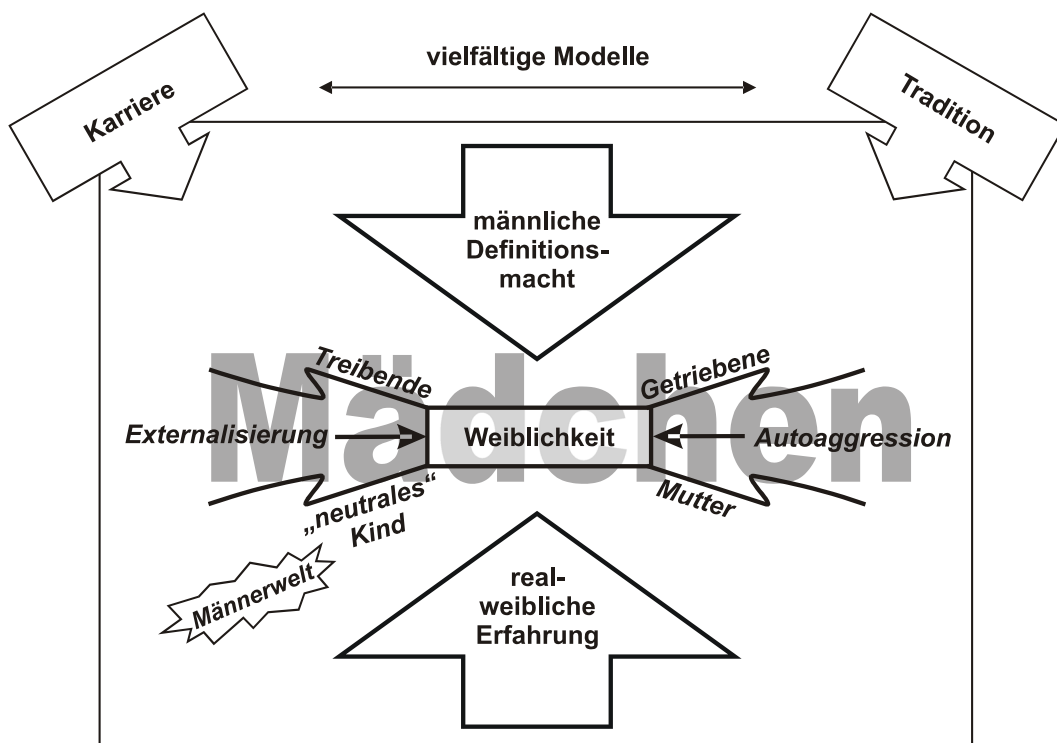 vielfältige Modelle
Karriere
Tradition
männliche
Definitions-
macht
Mädchen
Treibende
Getriebene
Externalisierung
Weiblichkeit
Autoaggression
„neutrales“
Kind
Mutter
Männerwelt
real-
weibliche
Erfahrung